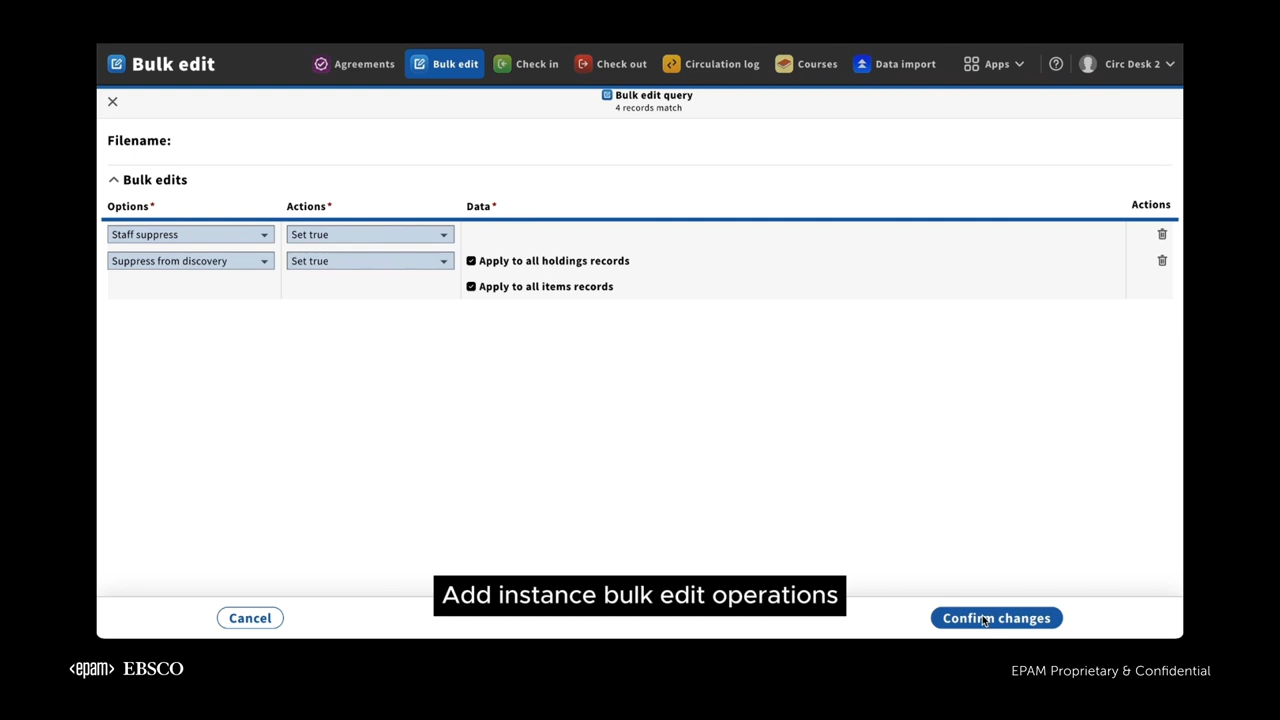 Bulk edit
Agreements
Bulk edit
Check in
Check out
Circulation log
Courses
Data import
Apps
Circ Desk 2
Bulk edit query
4 records match
Filename:
Bulk edits
Options*
Actions*
Data*
Actions
Staff suppress
Set true
Suppress from discovery
Set true
Apply to all holdings records
Apply to all items records
Add instance bulk edit operations
Cancel
Confirm changes
<epam> EBSCO
EPAM Proprietary & Confidential